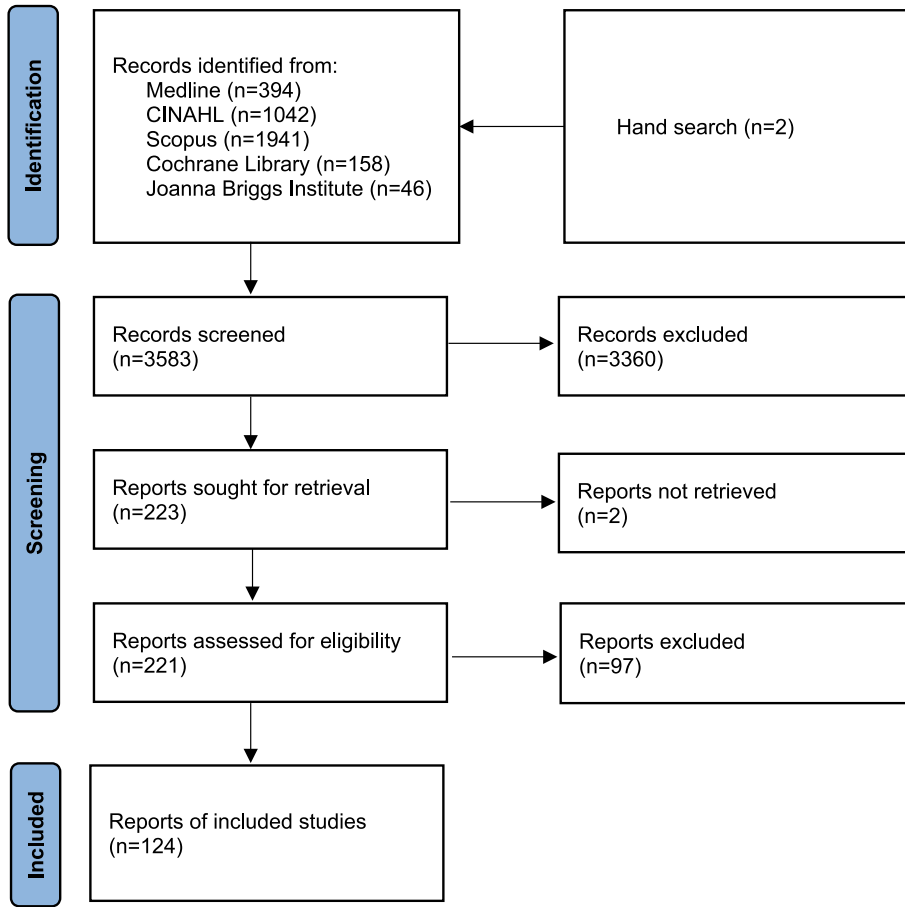 Identification
Records identified from:
Medline (n=394)
CINAHL (n=1042)
Scopus (n=1941)
Cochrane Library (n=158)
Joanna Briggs Institute (n=46)
Hand search (n=2)
Screening
Records screened
(n=3583)
Records excluded
(n=3360)
Reports sought for retrieval
(n=223)
Reports not retrieved
(n=2)
Reports assessed for eligibility
(n=221)
Reports excluded
(n=97)
Included
Reports of included studies
(n=124)